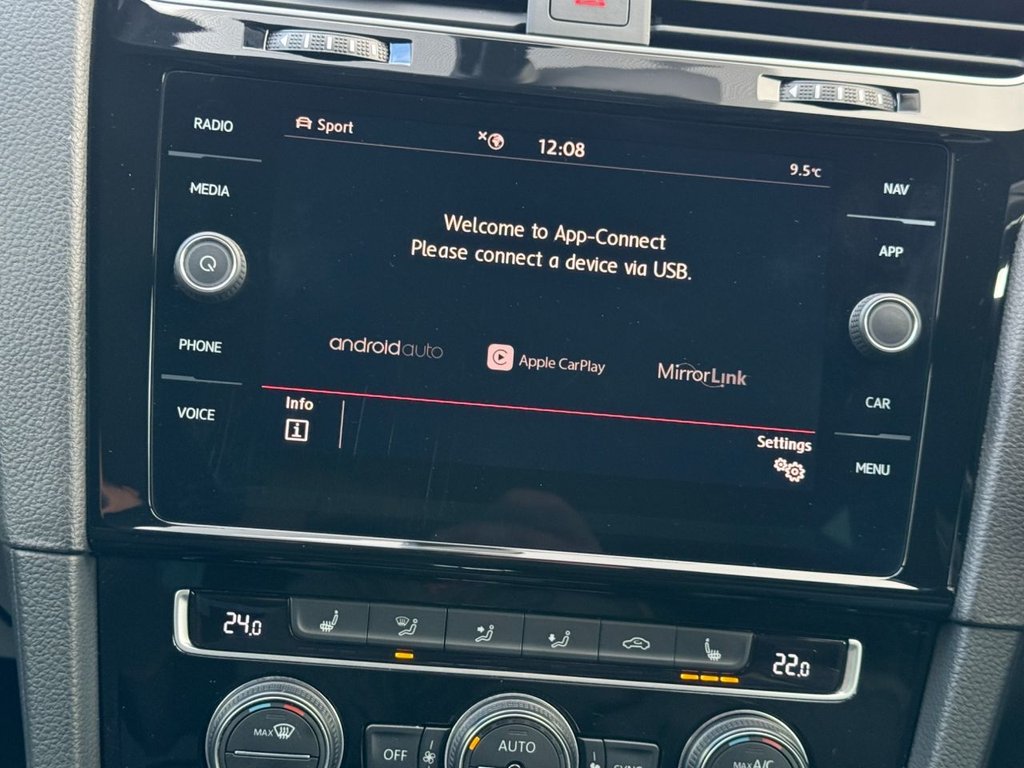 RADIO
MEDIA
PHONE
VOICE
Sport
12:08
9.5°C
Welcome to App-Connect
Please connect a device via USB.
androidauto
Apple CarPlay
MirrorLink
Info
i
Settings
NAV
APP
CAR
MENU
24.0
22.0
MAX
OFF
AUTO
SYNC
MAX A/C